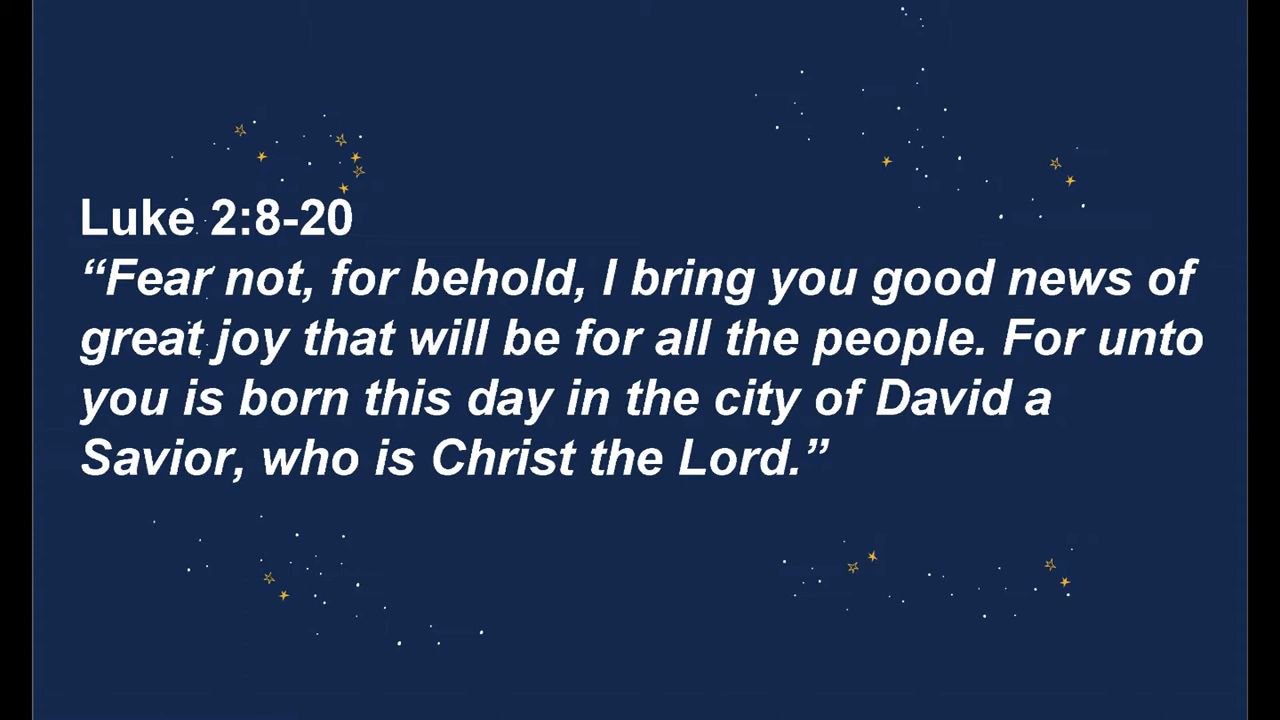 Luke 2:8-20
“Fear not, for behold, I bring you good news of
great joy that will be for all the people. For unto
you is born this day in the city of David a
Savior, who is Christ the Lord.”